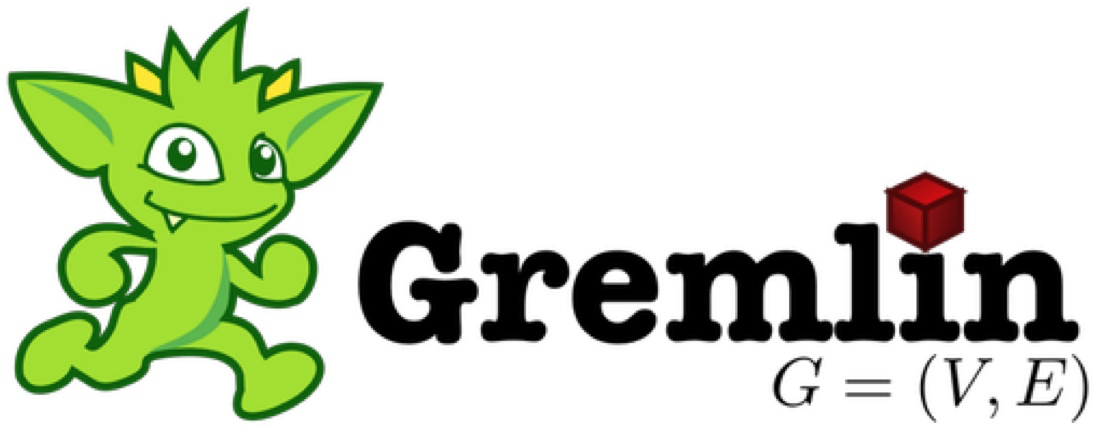 Gremlin
G = (V, E)